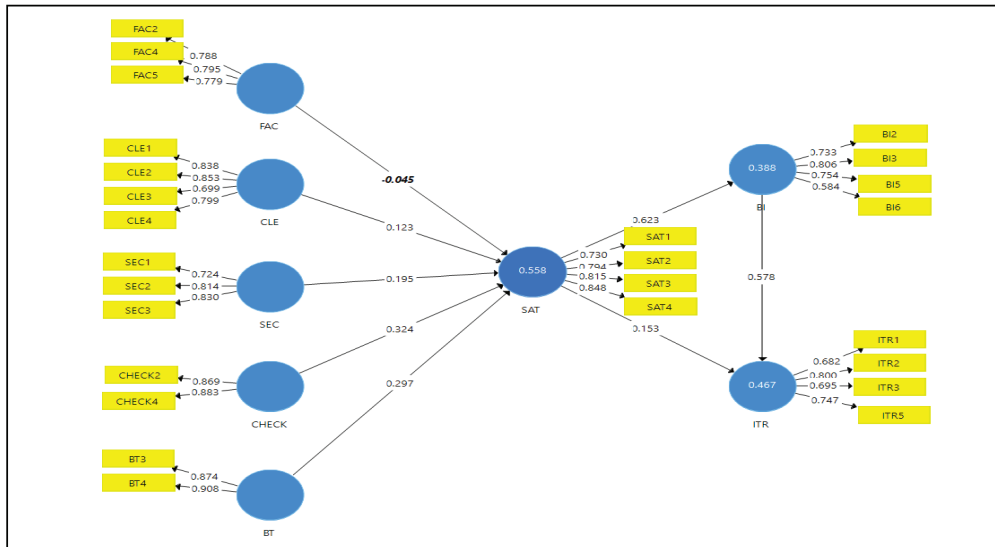 FAC2
FAC4
FAC5
0.788
0.795
0.779
FAC
CLE1
CLE2
CLE3
CLE4
0.838
0.853
0.699
0.799
CLE
SEC1
SEC2
SEC3
0.724
0.814
0.830
SEC
CHECK2
CHECK4
0.869
0.883
CHECK
BT3
BT4
0.874
0.908
BT
-0.045
0.123
0.195
0.324
0.297
0.558
SAT
0.730
0.794
0.815
0.848
SAT1
SAT2
SAT3
SAT4
0.623
0.153
0.388
BI
0.733
0.806
0.754
0.584
BI2
BI3
BI5
BI6
0.578
0.467
ITR
0.682
0.800
0.695
0.747
ITR1
ITR2
ITR3
ITR5